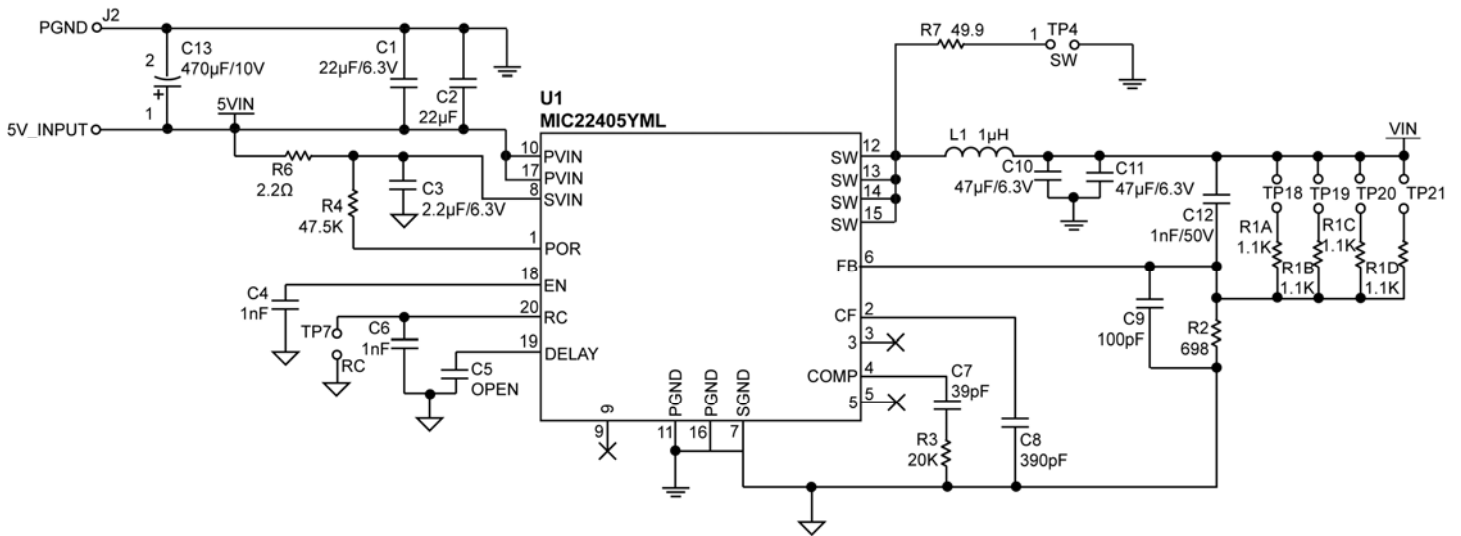 PGND
J2
2
C13
470µF/10V
+
1
5V_INPUT
5VIN
C1
22µF/6.3V
C2
22µF
R6
2.2Ω
R4
47.5K
C3
2.2µF/6.3V
C4
1nF
TP7
RC
C6
1nF
C5
OPEN
U1
MIC22405YML
10 PVIN
17 PVIN
8 SVIN
1 POR
18 EN
20 RC
19 DELAY
9
9
PGND
11
PGND
16
SGND
7
SW 12
SW 13
SW 14
SW 15
FB 6
CF 2
3 3
COMP 4
5 5
R7 49.9
1 TP4
SW
L1 1µH
C10
47µF/6.3V
C11
47µF/6.3V
C12
1nF/50V
VIN
TP18 TP19 TP20 TP21
R1A
1.1K
R1B
1.1K
R1C
1.1K
R1D
1.1K
C9
100pF
R2
698
C7
39pF
R3
20K
C8
390pF